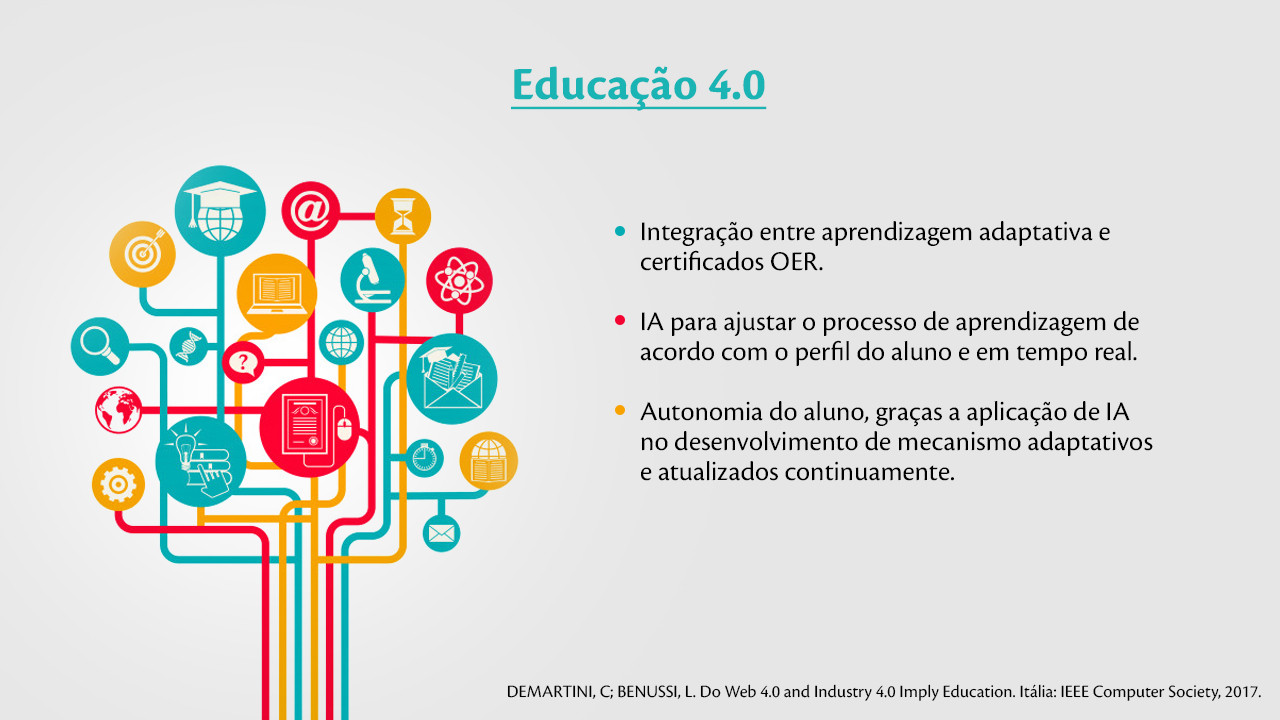 Educação 4.0
@
?
Integração entre aprendizagem adaptativa e
certificados OER.
IA para ajustar o processo de aprendizagem de
acordo com o perfil do aluno e em tempo real.
Autonomia do aluno, graças a aplicação de IA
no desenvolvimento de mecanismo adaptativos
e atualizados continuamente.
DEMARTINI, C; BENUSSI, L. Do Web 4.0 and Industry 4.0 Imply Education. Itália: IEEE Computer Society, 2017.